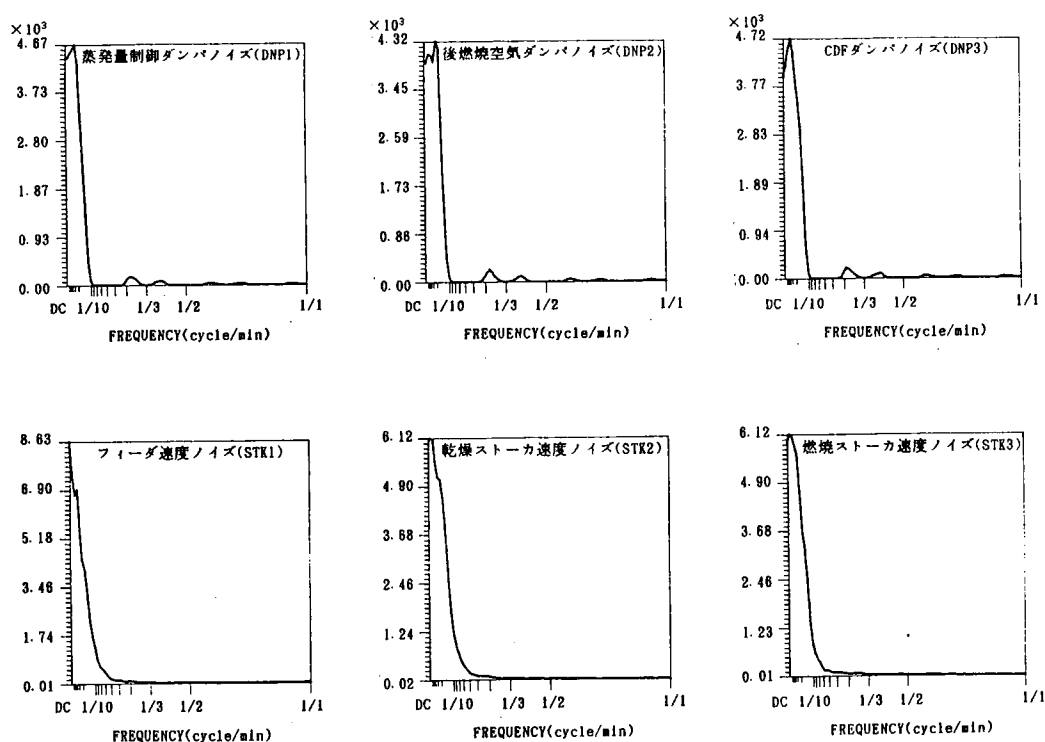 ×10³
4.67
蒸発量制御ダンパノイズ(DNP1)
3.73
2.80
1.87
0.93
0.00
DC 1/10 1/3 1/2 1/1
FREQUENCY(cycle/min)
×10³
4.32
後燃焼空気ダンパノイズ(DNP2)
3.45
2.59
1.73
0.86
0.00
DC 1/10 1/3 1/2 1/1
FREQUENCY(cycle/min)
×10³
4.72
CDFダンパノイズ(DNP3)
3.77
2.83
1.89
0.94
0.00
DC 1/10 1/3 1/2 1/1
FREQUENCY(cycle/min)
8.63
フィーダ速度ノイズ(STK1)
6.90
5.18
3.46
1.74
0.01
DC 1/10 1/3 1/2 1/1
FREQUENCY(cycle/min)
6.12
乾燥ストーカ速度ノイズ(STK2)
4.90
3.68
2.46
1.24
0.02
DC 1/10 1/3 1/2 1/1
FREQUENCY(cycle/min)
6.12
燃焼ストーカ速度ノイズ(STK3)
4.90
3.68
2.46
1.23
0.01
DC 1/10 1/3 1/2 1/1
FREQUENCY(cycle/min)